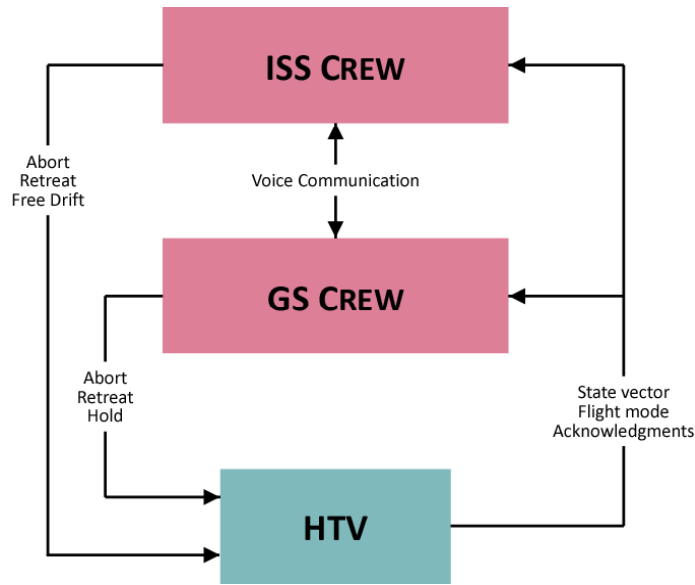 ISS CREW
Abort
Retreat
Free Drift
Voice Communication
GS CREW
Abort
Retreat
Hold
State vector
Flight mode
Acknowledgments
HTV